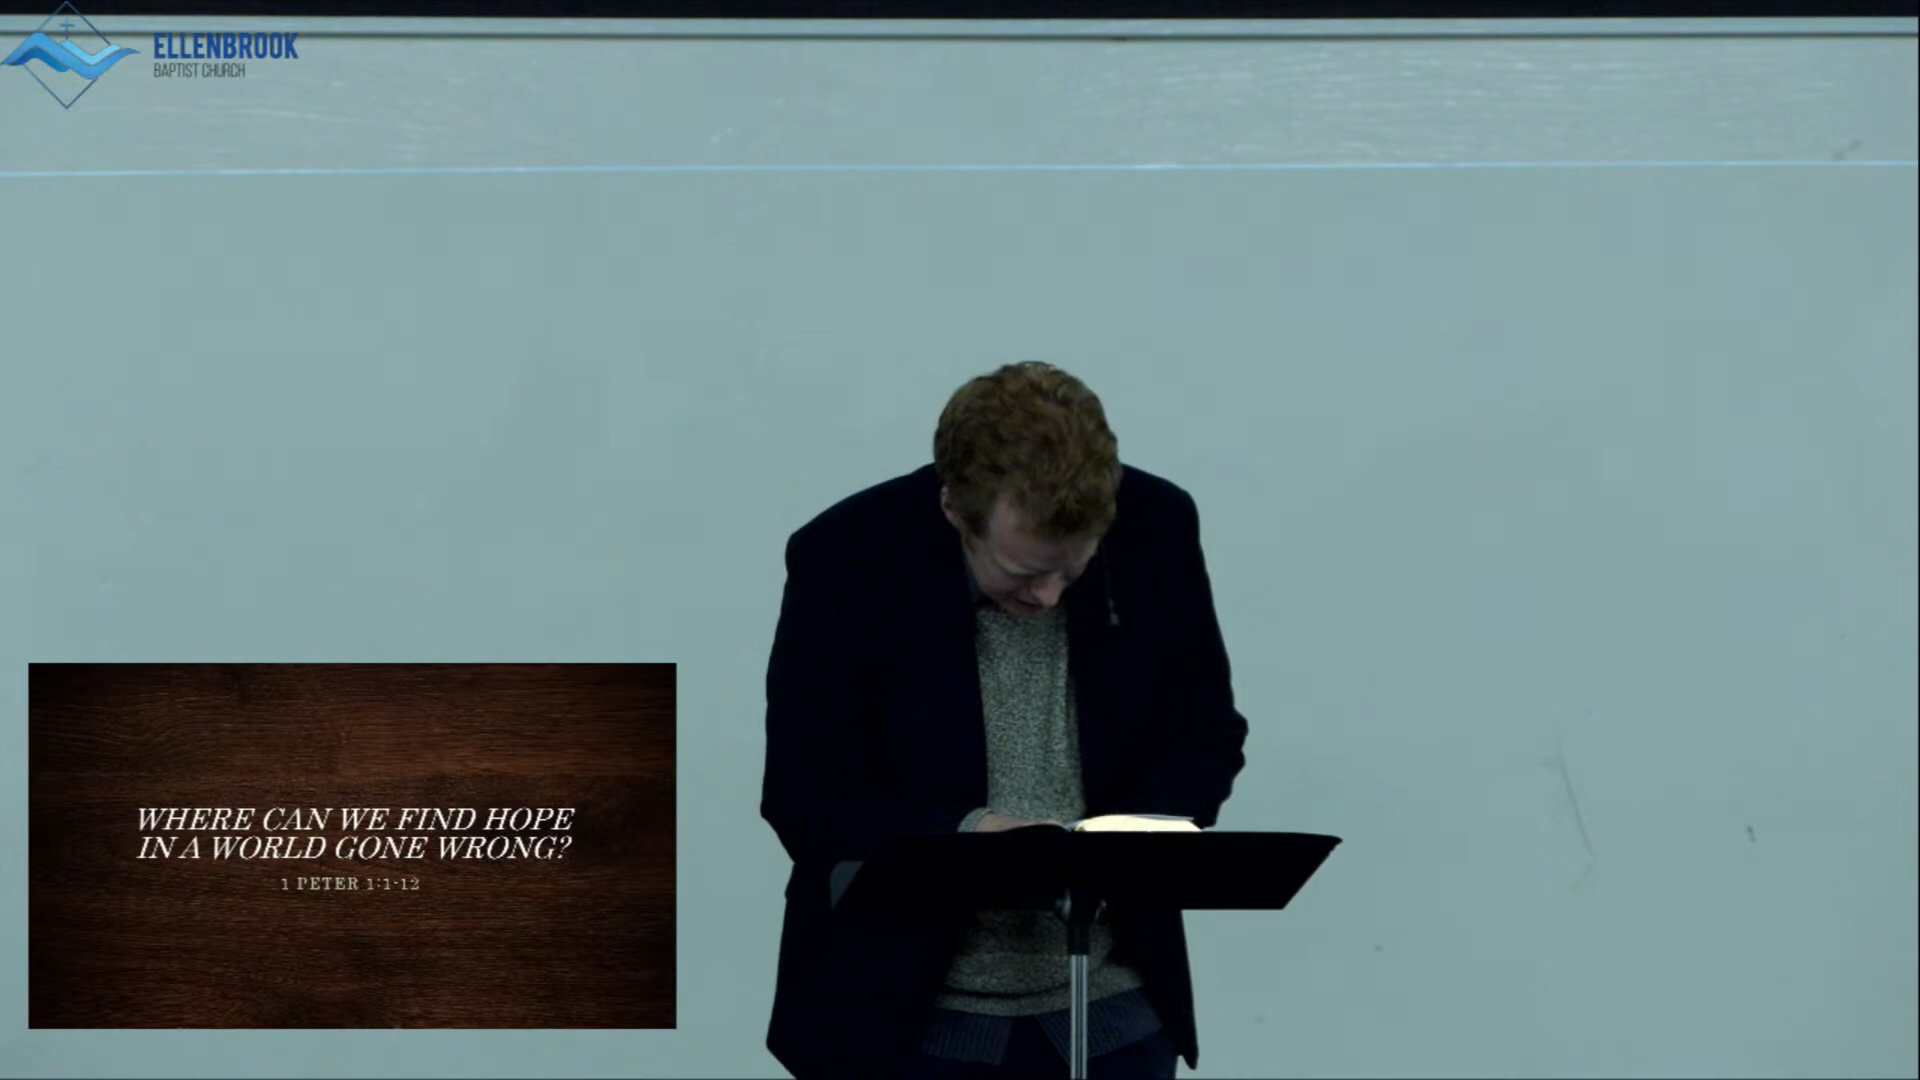 ELLENBROOK
BAPTIST CHURCH
WHERE CAN WE FIND HOPE
IN A WORLD GONE WRONG?
1 PETER 1:1-12